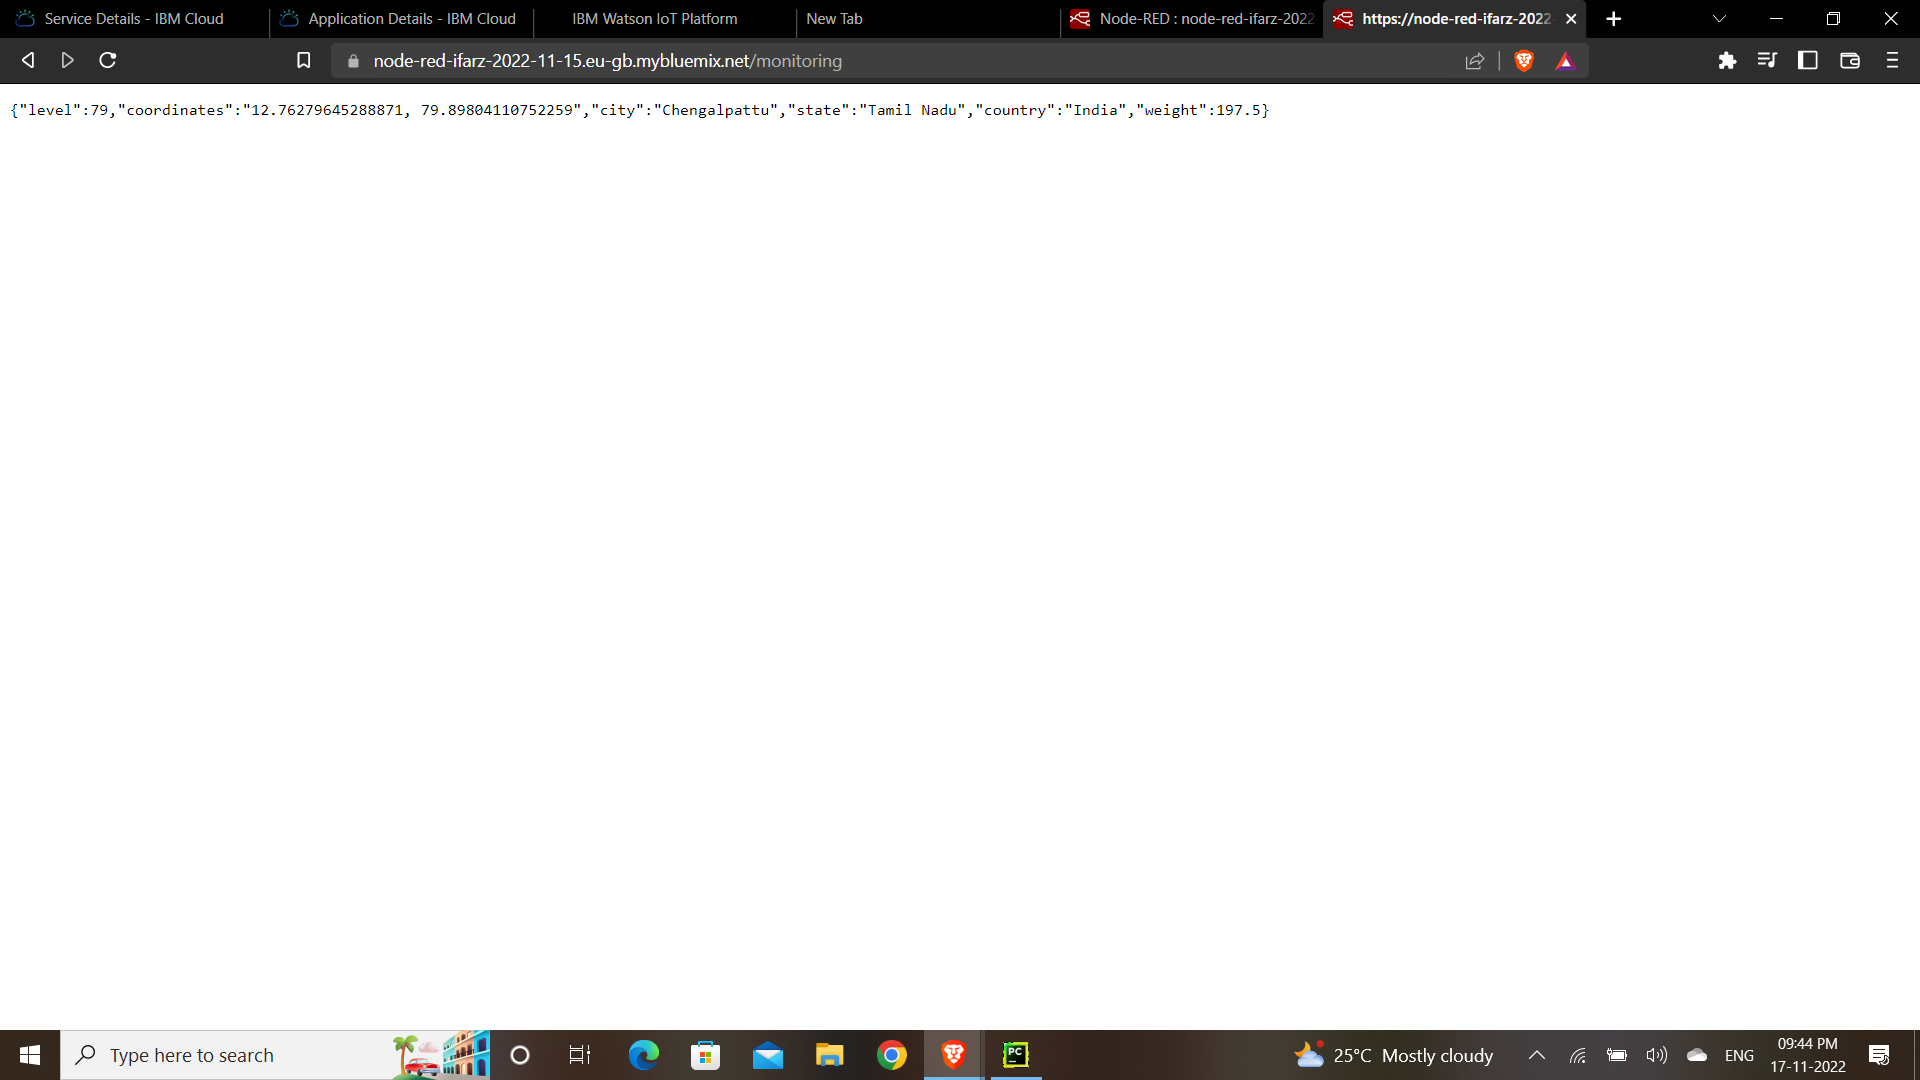 Service Details - IBM Cloud
Application Details - IBM Cloud
IBM Watson IoT Platform
New Tab
Node-RED : node-red-ifarz-2022
https://node-red-ifarz-2022-
node-red-ifarz-2022-11-15.eu-gb.mybluemix.net/monitoring
{"level":79,"coordinates":"12.76279645288871, 79.89804110752259","city":"Chengalpattu","state":"Tamil Nadu","country":"India","weight":197.5}
Type here to search
PC
25°C Mostly cloudy
ENG
09:44 PM
17-11-2022